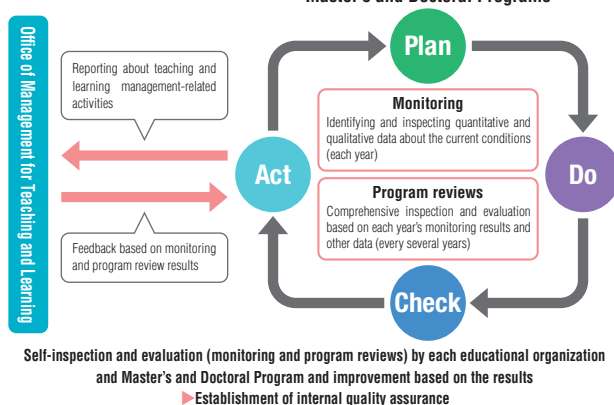 Master's and Doctoral Programs
Office of Management for Teaching and Learning
Reporting about teaching and
learning management-related
activities
Feedback based on monitoring
and program review results
Plan
Do
Check
Act
Monitoring
Identifying and inspecting quantitative and
qualitative data about the current conditions
(each year)
Program reviews
Comprehensive inspection and evaluation
based on each year's monitoring results and
other data (every several years)
Self-inspection and evaluation (monitoring and program reviews) by each educational organization
and Master's and Doctoral Program and improvement based on the results
▶Establishment of internal quality assurance